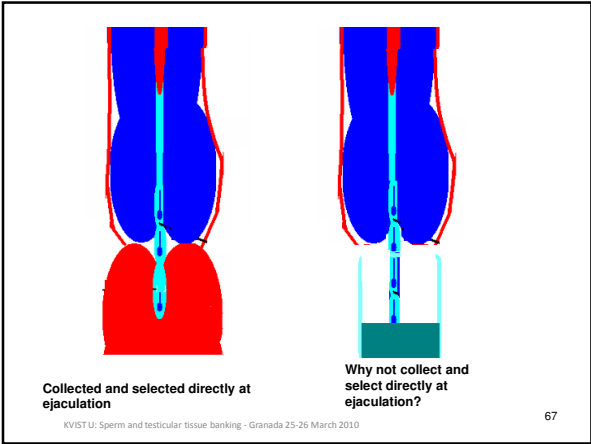 Collected and selected directly at
ejaculation
Why not collect and
select directly at
ejaculation?
KVIST U: Sperm and testicular tissue banking - Granada 25-26 March 2010
67